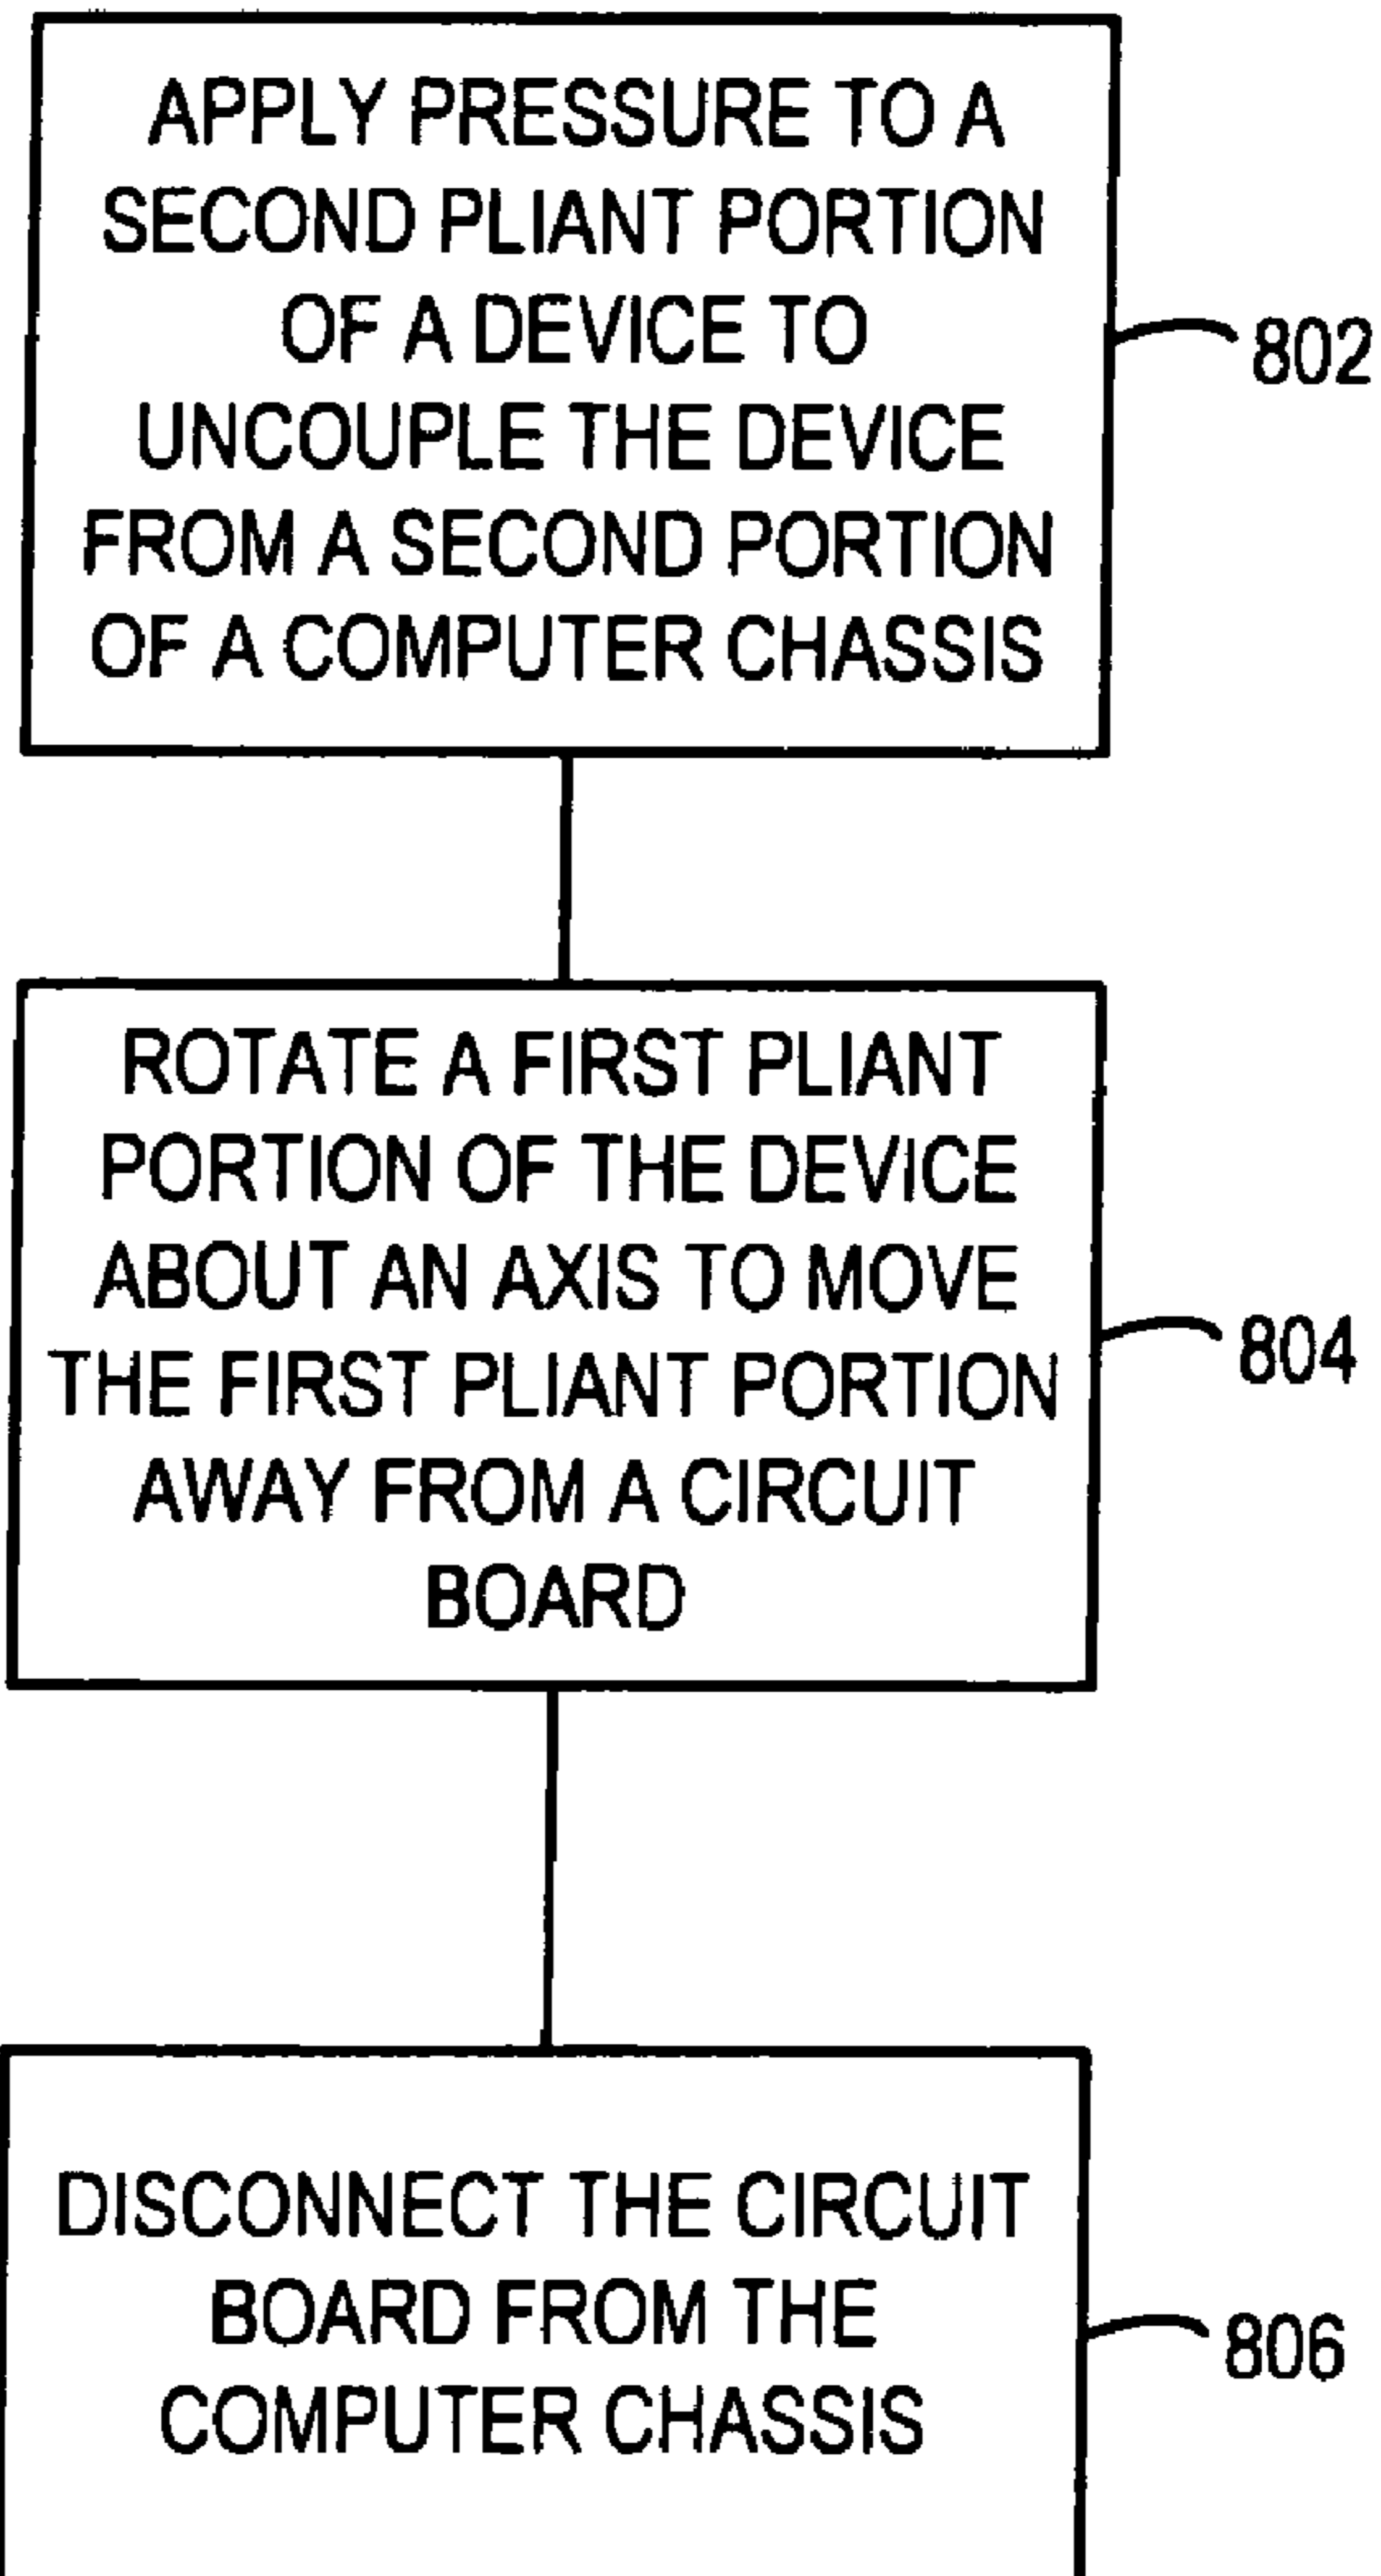 APPLY PRESSURE TO A
SECOND PLIANT PORTION
OF A DEVICE TO
UNCOUPLE THE DEVICE
FROM A SECOND PORTION
OF A COMPUTER CHASSIS
802
ROTATE A FIRST PLIANT
PORTION OF THE DEVICE
ABOUT AN AXIS TO MOVE
THE FIRST PLIANT PORTION
AWAY FROM A CIRCUIT
BOARD
804
DISCONNECT THE CIRCUIT
BOARD FROM THE
COMPUTER CHASSIS
806